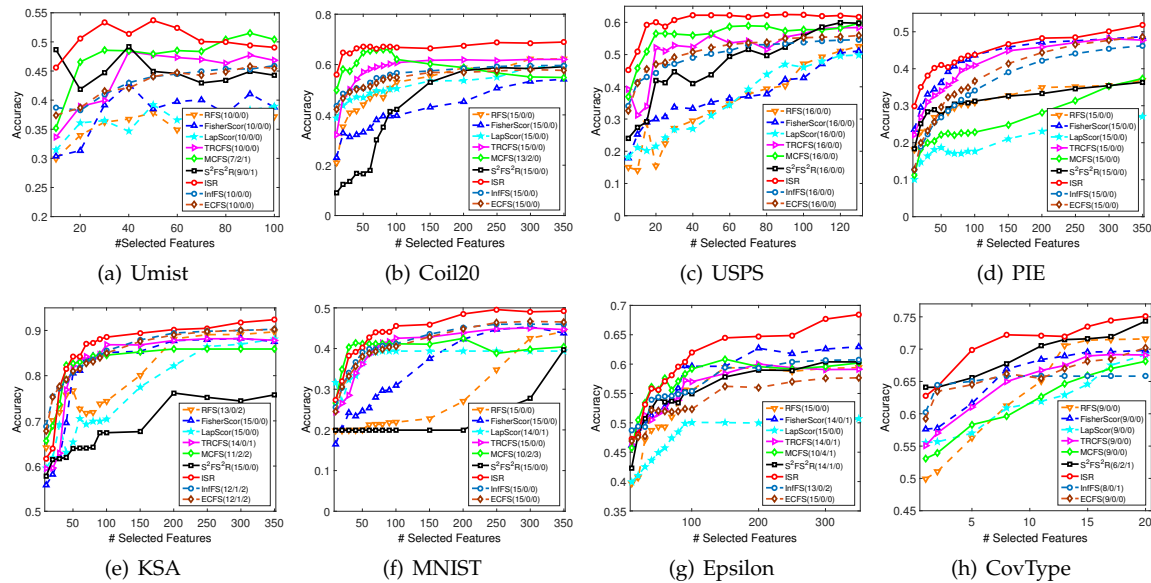 Accuracy
0.55
0.5
0.45
0.4
0.35
0.3
0.25
0.2
RFS(10/0/0)
FisherScor(10/0/0)
LapScor(10/0/0)
TRCFS(10/0/0)
MCFS(7/2/1)
S²FS²R(9/0/1)
ISR
InfFS(10/0/0)
ECFS(10/0/0)
20 40 60 80 100
#Selected Features
(a) Umist
Accuracy
0.8
0.6
0.4
0.2
0
RFS(15/0/0)
FisherScor(15/0/0)
LapScor(15/0/0)
TRCFS(15/0/0)
MCFS(13/2/0)
S²FS²R(15/0/0)
ISR
InfFS(15/0/0)
ECFS(15/0/0)
50 100 150 200 250 300 350
# Selected Features
(b) Coil20
Accuracy
0.6
0.5
0.4
0.3
0.2
0.1
0
RFS(16/0/0)
FisherScor(16/0/0)
LapScor(16/0/0)
TRCFS(16/0/0)
MCFS(16/0/0)
S²FS²R(16/0/0)
ISR
InfFS(16/0/0)
ECFS(16/0/0)
20 40 60 80 100 120
# Selected Features
(c) USPS
Accuracy
0.5
0.4
0.3
0.2
0.1
0
RFS(15/0/0)
FisherScor(15/0/0)
LapScor(15/0/0)
TRCFS(15/0/0)
MCFS(15/0/0)
S²FS²R(15/0/0)
ISR
InfFS(15/0/0)
ECFS(15/0/0)
50 100 150 200 250 300 350
# Selected Features
(d) PIE
Accuracy
0.9
0.8
0.7
0.6
0.5
RFS(13/0/2)
FisherScor(15/0/0)
LapScor(15/0/0)
TRCFS(14/0/1)
MCFS(11/2/2)
S²FS²R(15/0/0)
ISR
InfFS(12/1/2)
ECFS(12/1/2)
50 100 150 200 250 300 350
# Selected Features
(e) KSA
Accuracy
0.5
0.4
0.3
0.2
0.1
0
RFS(15/0/0)
FisherScor(15/0/0)
LapScor(14/0/1)
TRCFS(15/0/0)
MCFS(10/2/3)
S²FS²R(15/0/0)
ISR
InfFS(15/0/0)
ECFS(15/0/0)
50 100 150 200 250 300 350
# Selected Features
(f) MNIST
Accuracy
0.7
0.65
0.6
0.55
0.5
0.45
0.4
0.35
RFS(15/0/0)
FisherScor(14/0/1)
LapScor(15/0/0)
TRCFS(14/0/1)
MCFS(10/4/1)
S²FS²R(14/1/0)
ISR
InfFS(13/0/2)
ECFS(15/0/0)
100 200 300
# Selected Features
(g) Epsilon
Accuracy
0.75
0.7
0.65
0.6
0.55
0.5
0.45
RFS(9/0/0)
FisherScor(9/0/0)
LapScor(9/0/0)
TRCFS(9/0/0)
MCFS(9/0/0)
S²FS²R(6/2/1)
ISR
InfFS(8/0/1)
ECFS(9/0/0)
5 10 15 20
# Selected Features
(h) CovType